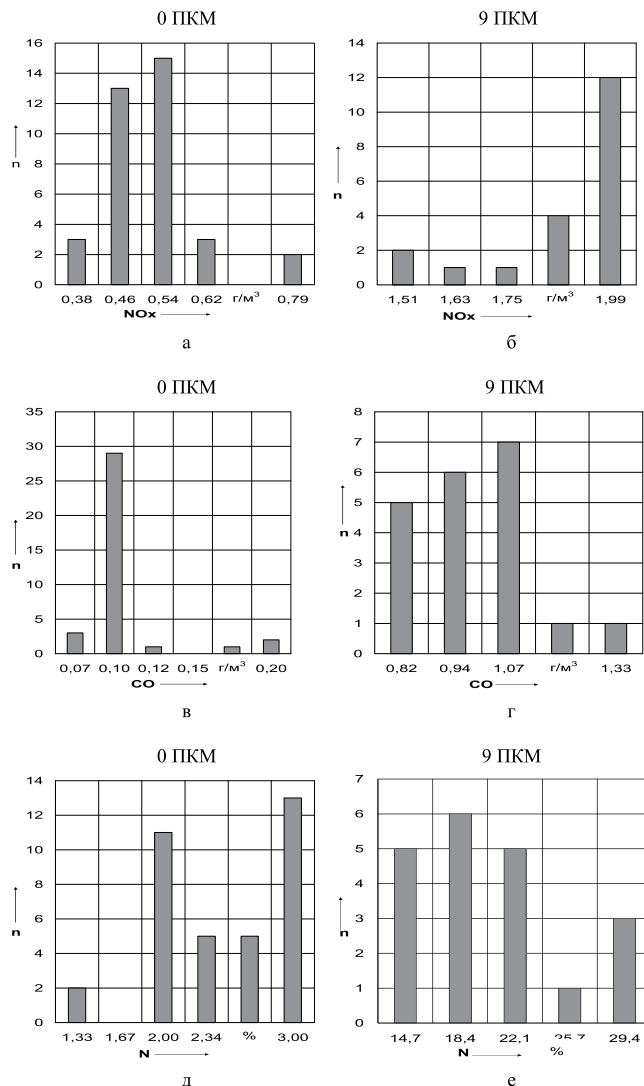 0 ПКМ
9 ПКМ
16
14
12
10
8
6
4
2
0
n
0,38 0,46 0,54 0,62 г/м³ 0,79
NOx
а
14
12
10
8
6
4
2
0
n
1,51 1,63 1,75 г/м³ 1,99
NOx
б
0 ПКМ
9 ПКМ
35
30
25
20
15
10
5
0
n
0,07 0,10 0,12 0,15 г/м³ 0,20
CO
в
8
7
6
5
4
3
2
1
0
n
0,82 0,94 1,07 г/м³ 1,33
CO
г
0 ПКМ
9 ПКМ
14
12
10
8
6
4
2
0
n
1,33 1,67 2,00 2,34 % 3,00
N
д
7
6
5
4
3
2
1
0
n
14,7 18,4 22,1 25,7 29,4
N %
е